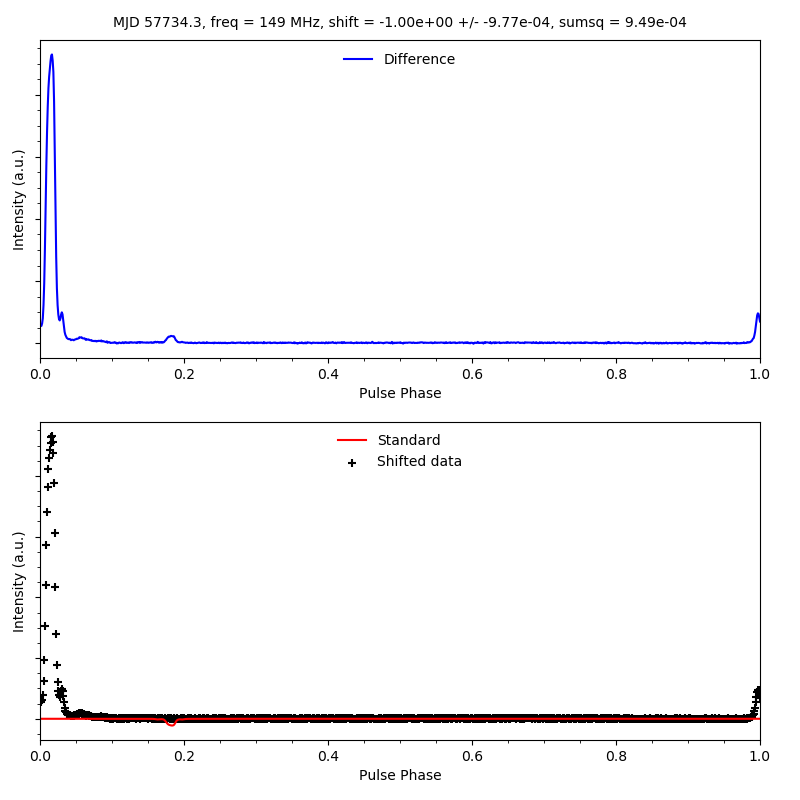 MJD 57734.3, freq = 149 MHz, shift = -1.00e+00 +/- -9.77e-04, sumsq = 9.49e-04
Difference
Intensity (a.u.)
0.0 0.2 0.4 0.6 0.8 1.0
Pulse Phase
Standard
Shifted data
Intensity (a.u.)
0.0 0.2 0.4 0.6 0.8 1.0
Pulse Phase